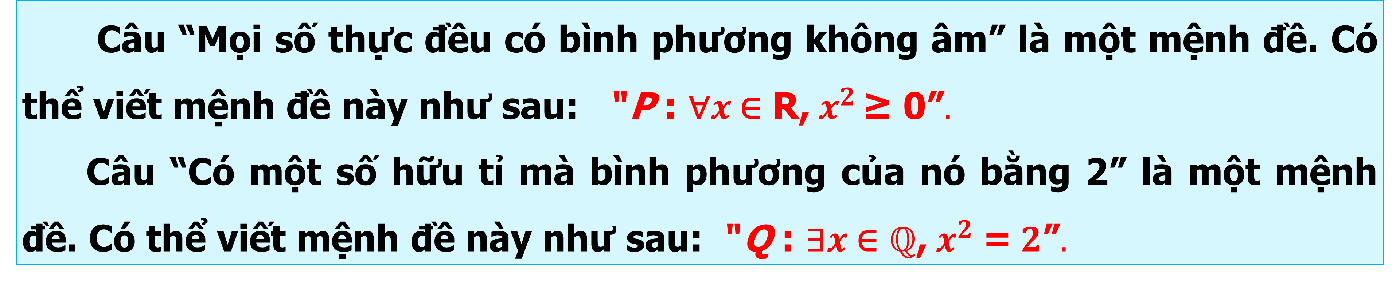 Câu “Mọi số thực đều có bình phương không âm” là một mệnh đề. Có
thể viết mệnh đề này như sau: "P : ∀x ∈ R, x² ≥ 0”.
Câu “Có một số hữu tỉ mà bình phương của nó bằng 2” là một mệnh
đề. Có thể viết mệnh đề này như sau: "Q : ∃x ∈ ℚ, x² = 2”.